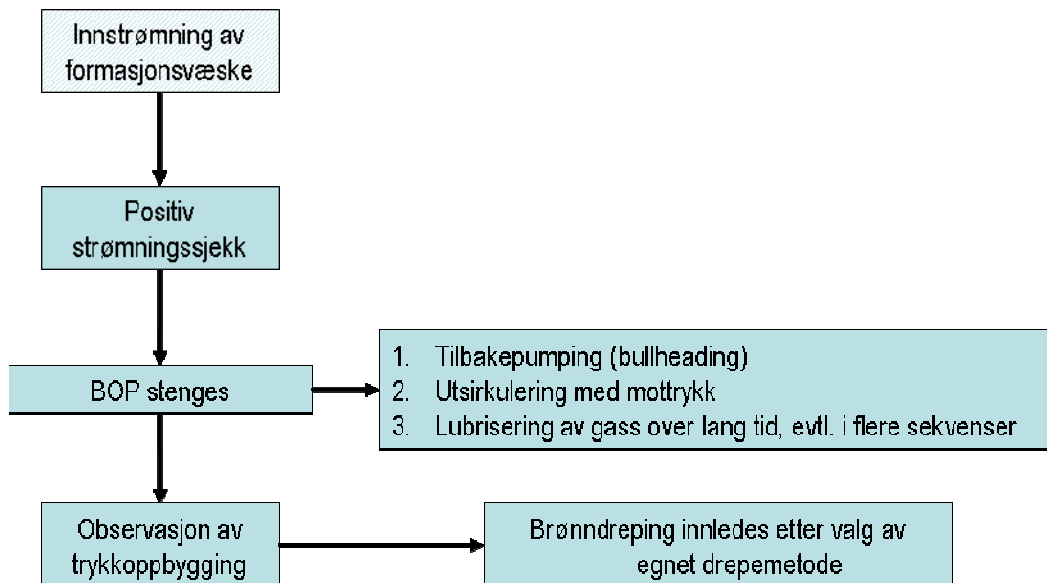 Innstrømning av
formasjonsvæske
Positiv
strømningssjekk
BOP stenges
1. Tilbakepumping (bullheading)
2. Utsirkulering med mottrykk
3. Lubrisering av gass over lang tid, evtl. i flere sekvenser
Observasjon av
trykkoppbygging
Brønndreping innledes etter valg av
egnet drepemetode